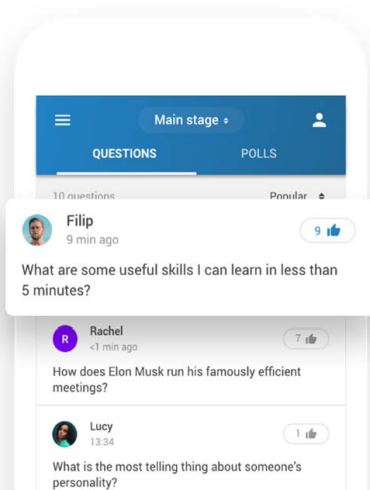 Main stage
QUESTIONS POLLS
10 questions Popular
Filip
9 min ago
9
What are some useful skills I can learn in less than
5 minutes?
R
Rachel
<1 min ago
7
How does Elon Musk run his famously efficient
meetings?
Lucy
13:34
1
What is the most telling thing about someone's
personality?